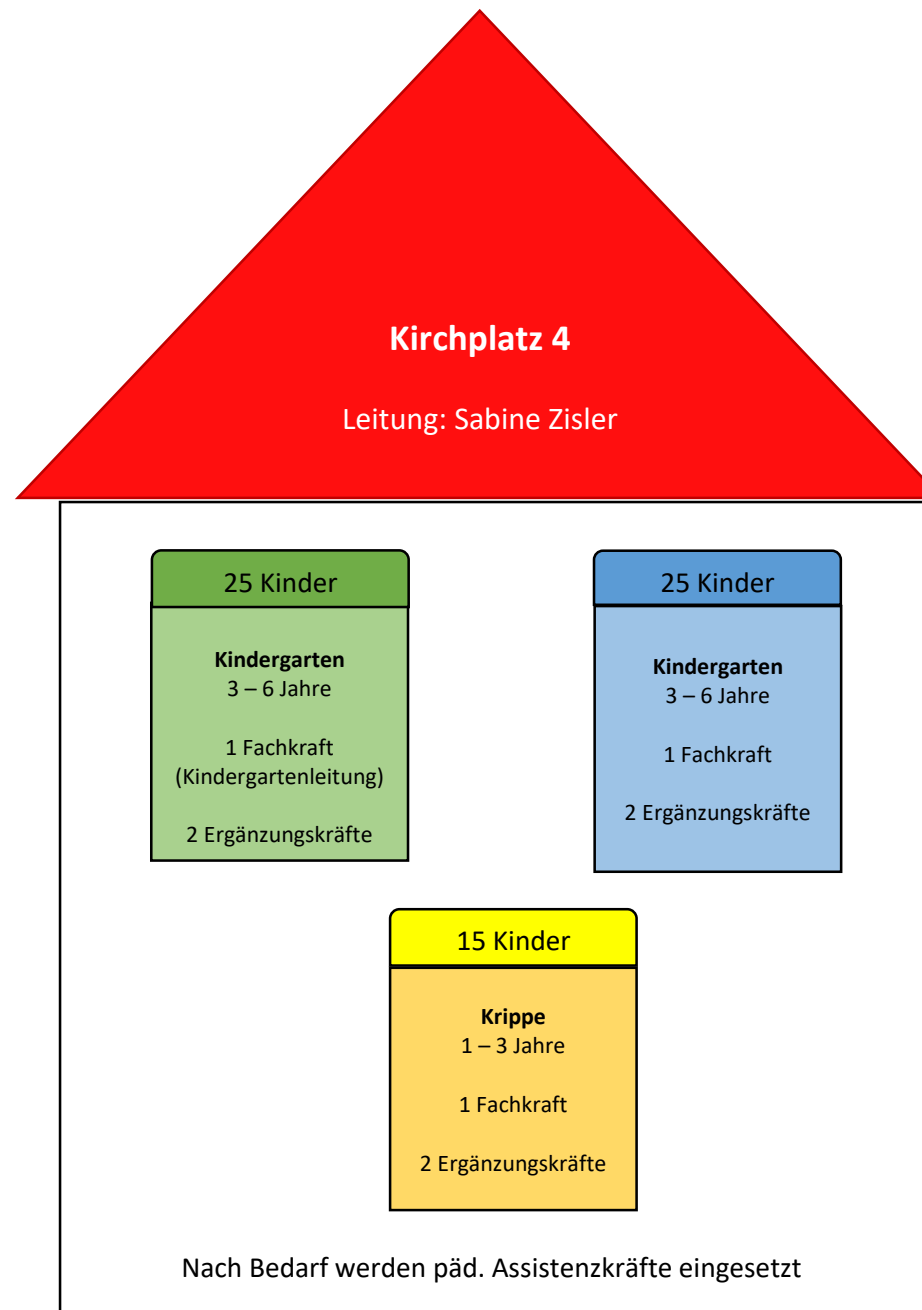 Kirchplatz 4
Leitung: Sabine Zisler
25 Kinder
Kindergarten
3 – 6 Jahre
1 Fachkraft
(Kindergartenleitung)
2 Ergänzungskräfte
25 Kinder
Kindergarten
3 – 6 Jahre
1 Fachkraft
2 Ergänzungskräfte
15 Kinder
Krippe
1 – 3 Jahre
1 Fachkraft
2 Ergänzungskräfte
Nach Bedarf werden päd. Assistenzkräfte eingesetzt